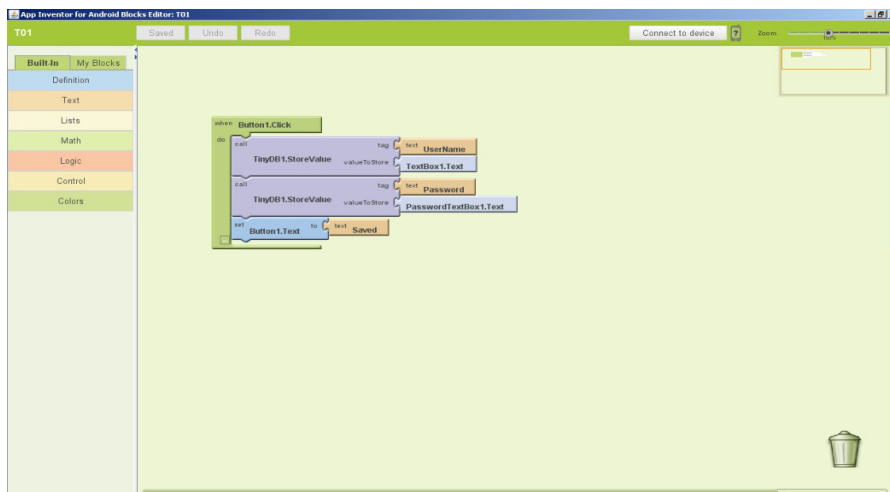 App Inventor for Android Blocks Editor: T01
T01 Saved Undo Redo Connect to device ? Zoom
Built-In My Blocks
Definition
Text
Lists
Math
Logic
Control
Colors
when Button1.Click
do call tag text UserName
TinyDB1.StoreValue valueToStore TextBox1.Text
call tag text Password
TinyDB1.StoreValue valueToStore PasswordTextBox1.Text
set Button1.Text to text Saved